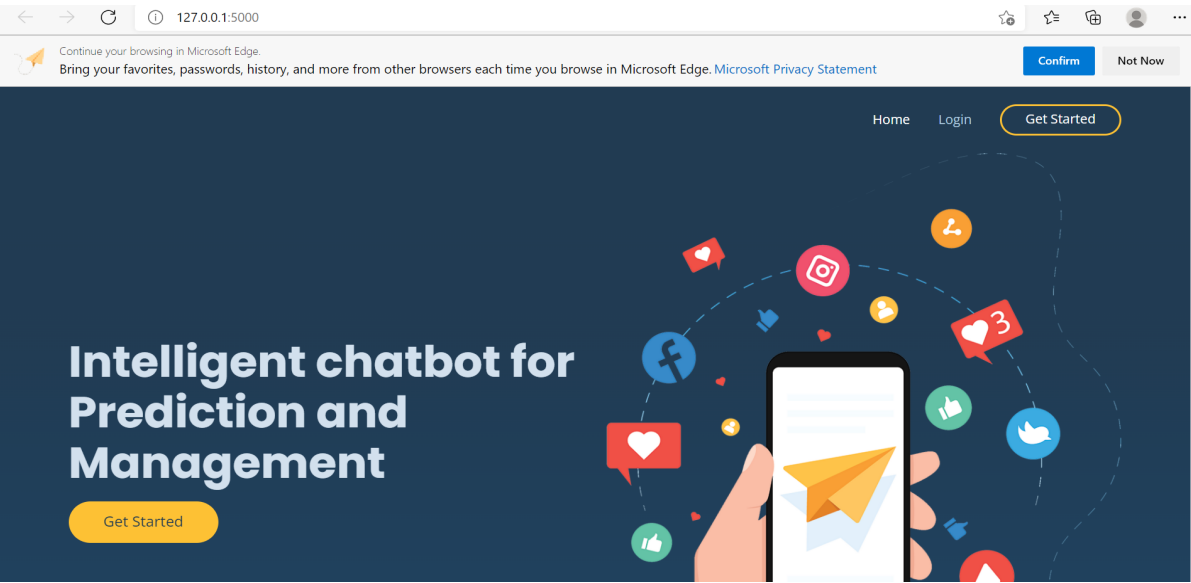 127.0.0.1:5000
Continue your browsing in Microsoft Edge.
Bring your favorites, passwords, history, and more from other browsers each time you browse in Microsoft Edge. Microsoft Privacy Statement
Confirm
Not Now
Home
Login
Get Started
3
Intelligent chatbot for
Prediction and
Management
Get Started